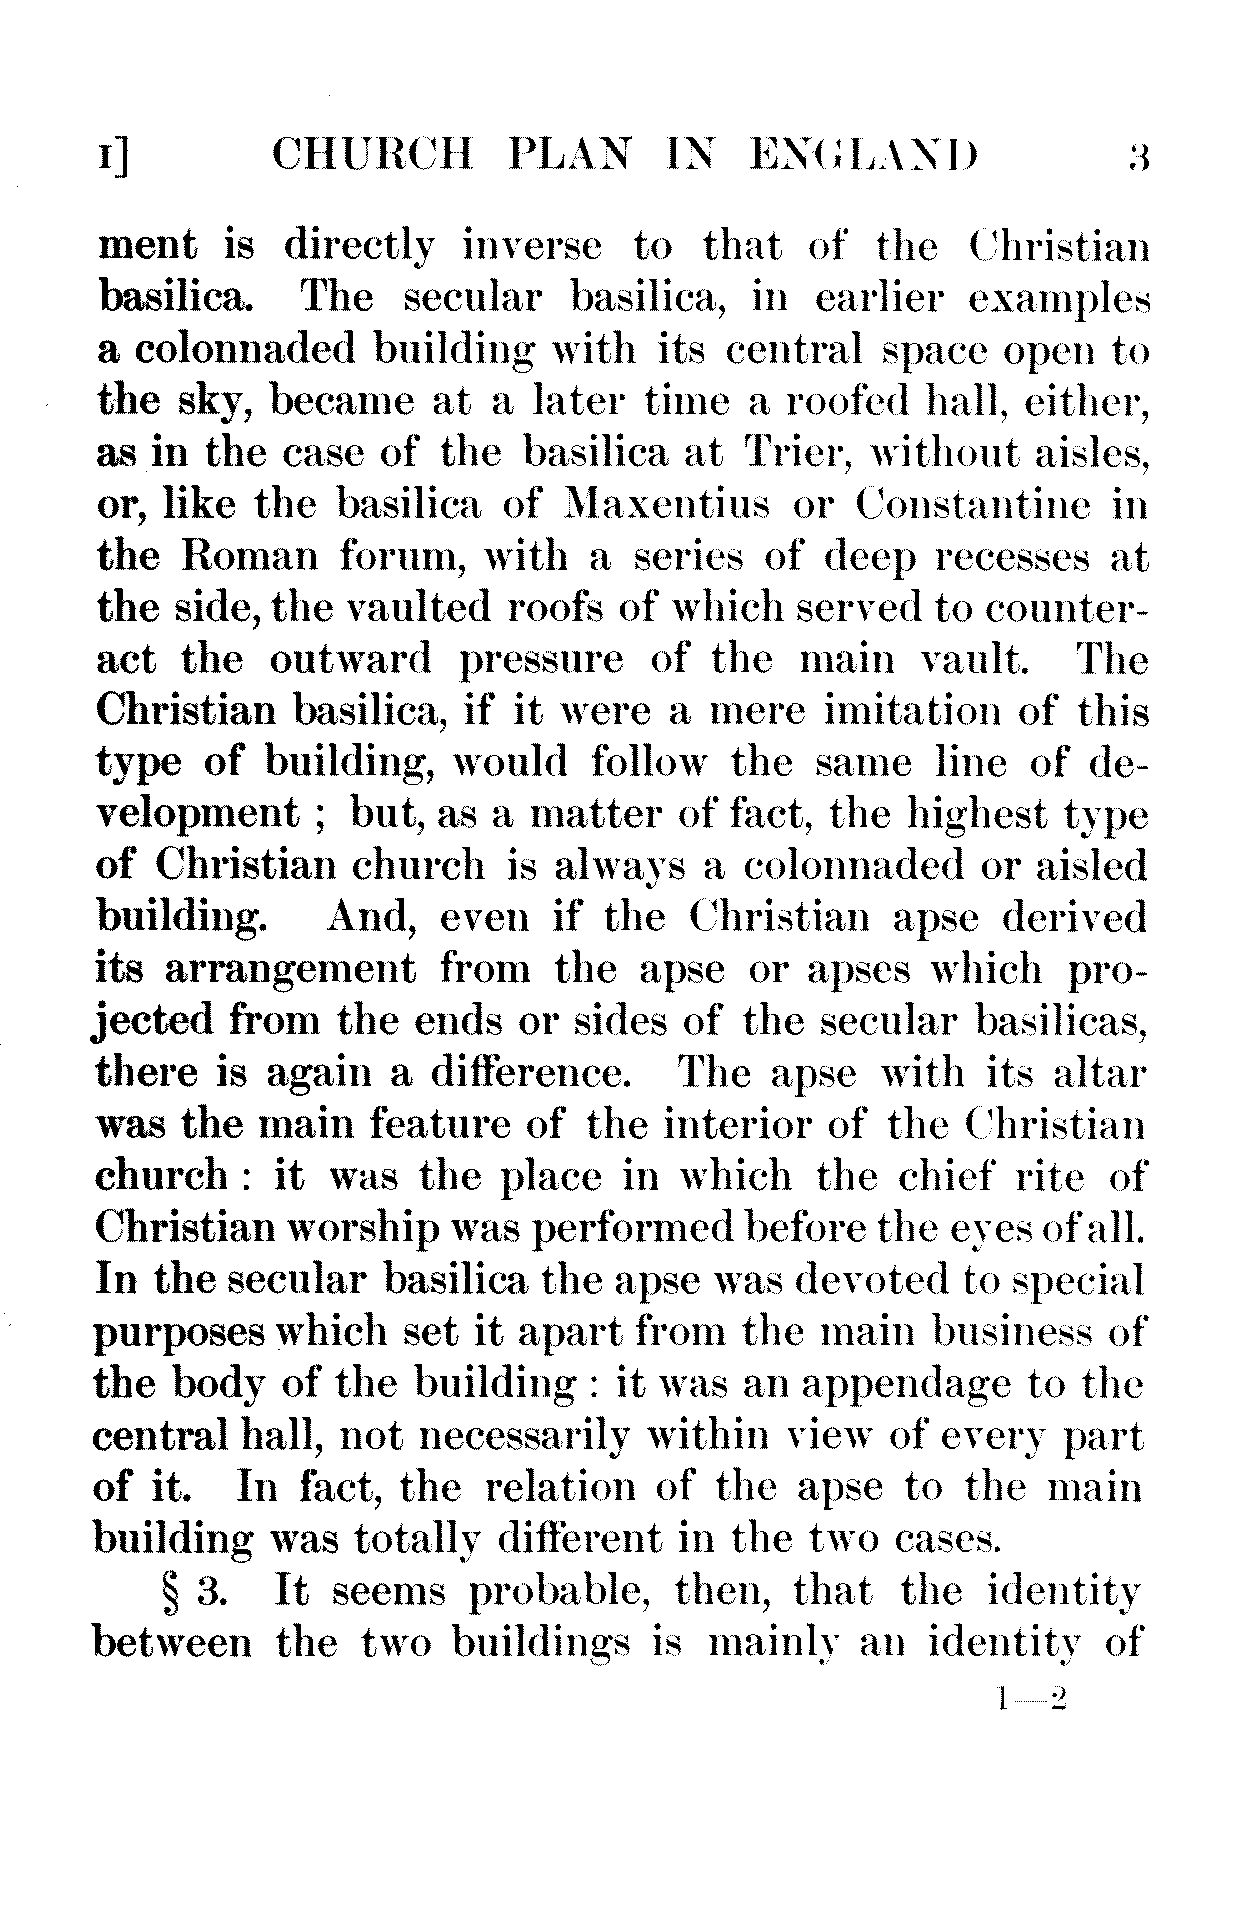 I] CHURCH PLAN IN ENGLAND 3
ment is directly inverse to that of the Christian
basilica. The secular basilica, in earlier examples
a colonnaded building with its central space open to
the sky, became at a later time a roofed hall, either,
as in the case of the basilica at Trier, without aisles,
or, like the basilica of Maxentius or Constantine in
the Roman forum, with a series of deep recesses at
the side, the vaulted roofs of which served to counter-
act the outward pressure of the main vault. The
Christian basilica, if it were a mere imitation of this
type of building, would follow the same line of de-
velopment ; but, as a matter of fact, the highest type
of Christian church is always a colonnaded or aisled
building. And, even if the Christian apse derived
its arrangement from the apse or apses which pro-
jected from the ends or sides of the secular basilicas,
there is again a difference. The apse with its altar
was the main feature of the interior of the Christian
church : it was the place in which the chief rite of
Christian worship was performed before the eyes of all.
In the secular basilica the apse was devoted to special
purposes which set it apart from the main business of
the body of the building : it was an appendage to the
central hall, not necessarily within view of every part
of it. In fact, the relation of the apse to the main
building was totally different in the two cases.
§ 3. It seems probable, then, that the identity
between the two buildings is mainly an identity of
1—2